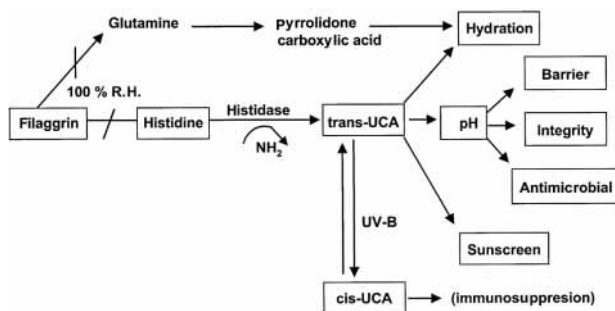 Glutamine
Pyrrolidone
carboxylic acid
Hydration
100 % R.H.
Barrier
Filaggrin
Histidine
Histidase
NH2
trans-UCA
pH
Integrity
Antimicrobial
UV-B
Sunscreen
cis-UCA
(immunosuppresion)